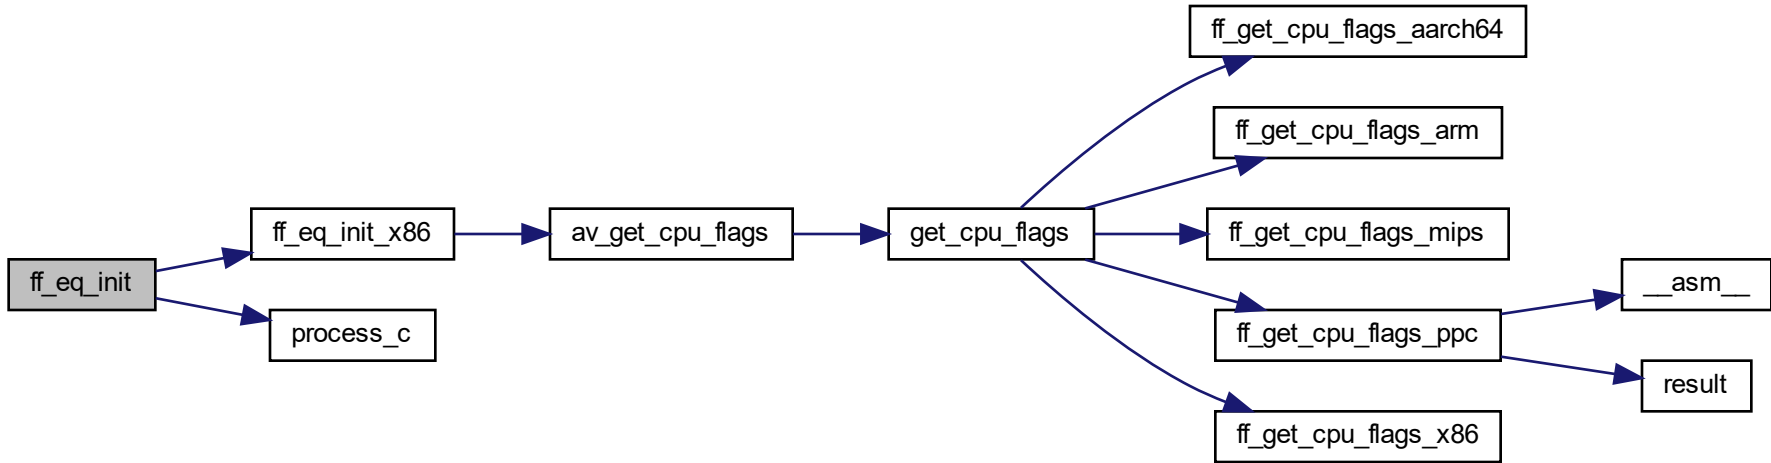 ff_get_cpu_flags_aarch64
ff_get_cpu_flags_arm
ff_eq_init_x86
av_get_cpu_flags
get_cpu_flags
ff_get_cpu_flags_mips
ff_eq_init
__asm__
process_c
ff_get_cpu_flags_ppc
result
ff_get_cpu_flags_x86